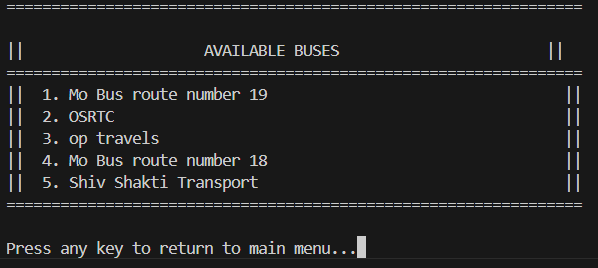 ================================================================
||                    AVAILABLE BUSES                       ||
================================================================
||  1. Mo Bus route number 19                                 ||
||  2. OSRTC                                                  ||
||  3. op travels                                             ||
||  4. Mo Bus route number 18                                 ||
||  5. Shiv Shakti Transport                                  ||
================================================================
Press any key to return to main menu...